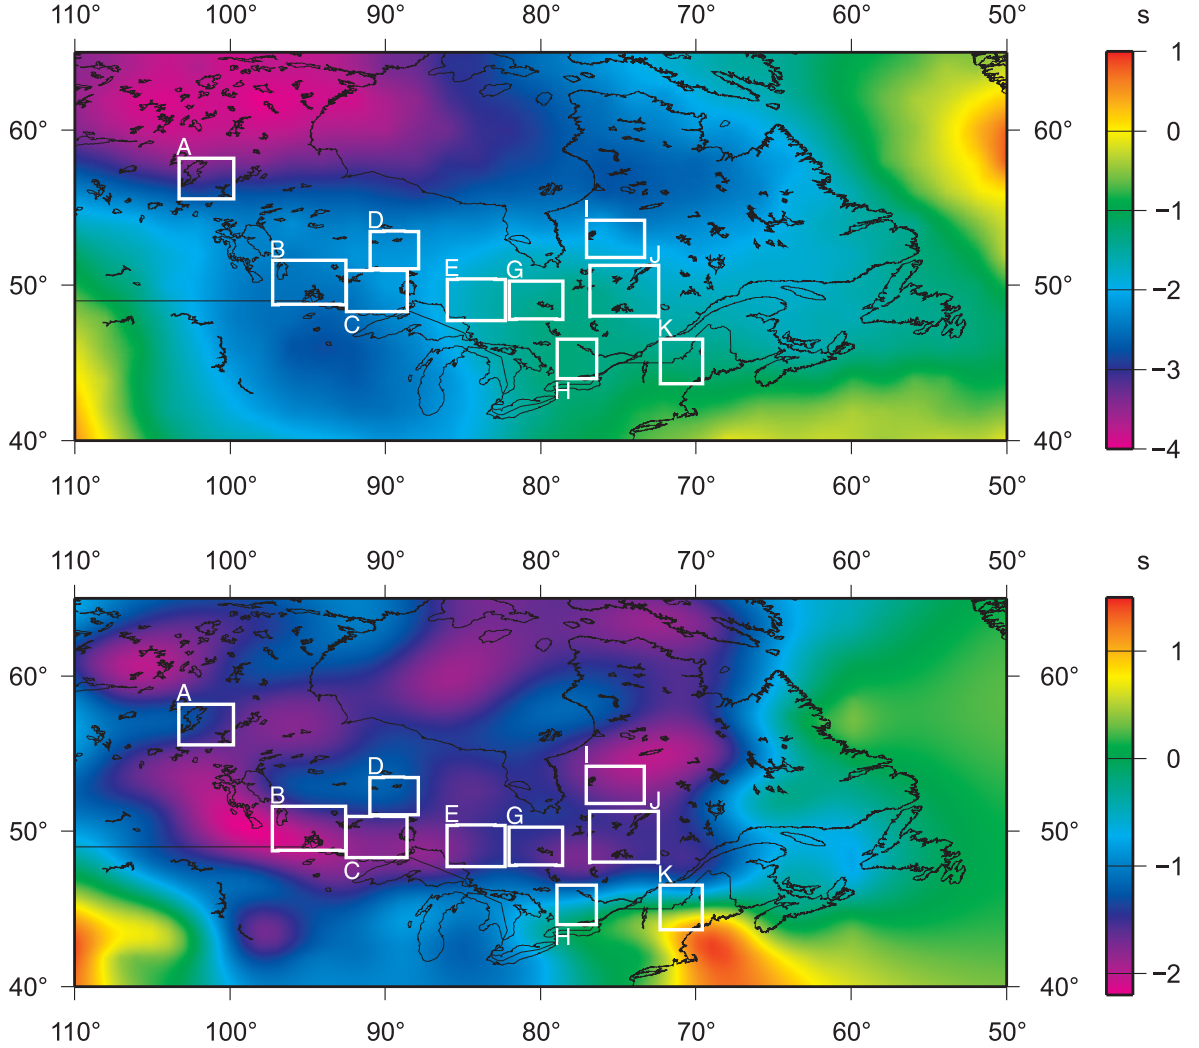 110° 100° 90° 80° 70° 60° 50° s
1
60° 60° 0
A
I
D −1
B J
50° E G 50° −2
C K
H −3
40° 40° −4
110° 100° 90° 80° 70° 60° 50°
110° 100° 90° 80° 70° 60° 50° s
1
60° 60°
A
0
I
D
B J
50° E G 50° −1
C K
H
−2
40° 40°
110° 100° 90° 80° 70° 60° 50°